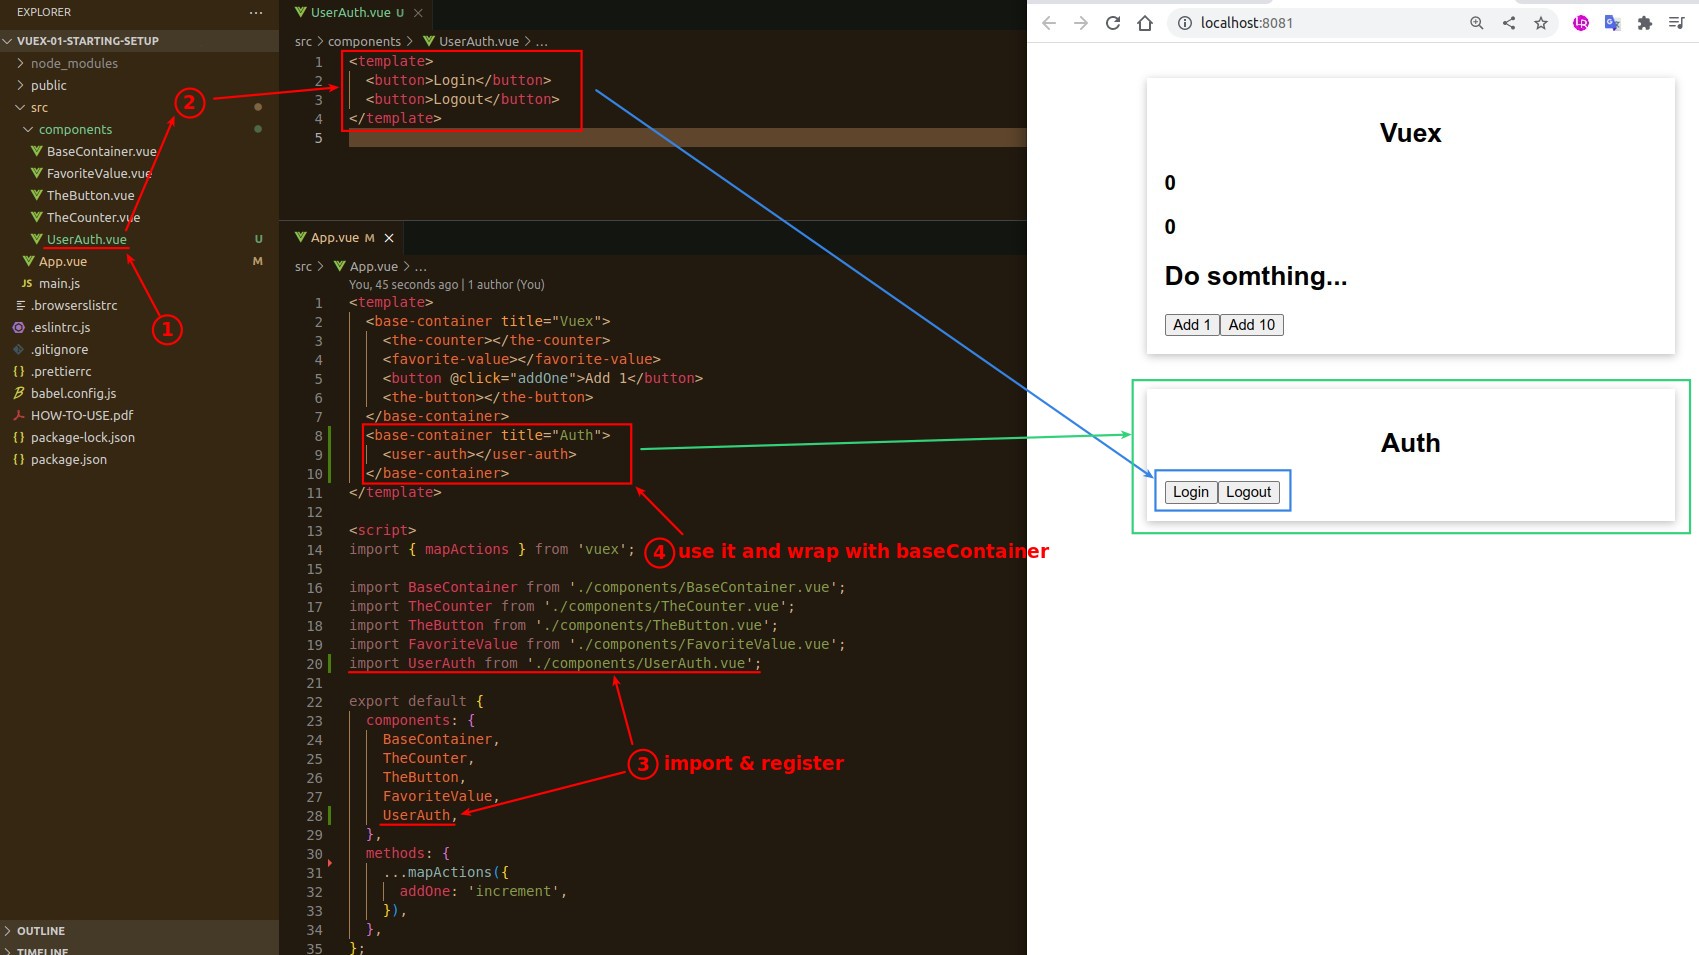 EXPLORER
···
VUEX-01-STARTING-SETUP
node_modules
public
src
components
BaseContainer.vue
FavoriteValue.vue
TheButton.vue
TheCounter.vue
UserAuth.vue U
App.vue M
JS main.js
.browserslistrc
.eslintrc.js
.gitignore
{} .prettierrc
babel.config.js
HOW-TO-USE.pdf
{} package-lock.json
{} package.json
OUTLINE
TIMELINE
2
1
UserAuth.vue U ×
src > components > UserAuth.vue > ...
1 <template>
2 <button>Login</button>
3 <button>Logout</button>
4 </template>
5
App.vue M ×
src > App.vue > ...
You, 45 seconds ago | 1 author (You)
1 <template>
2 <base-container title="Vuex">
3 <the-counter></the-counter>
4 <favorite-value></favorite-value>
5 <button @click="addOne">Add 1</button>
6 <the-button></the-button>
7 </base-container>
8 <base-container title="Auth">
9 <user-auth></user-auth>
10 </base-container>
11 </template>
12
13 <script>
14 import { mapActions } from 'vuex';
4 use it and wrap with baseContainer
15
16 import BaseContainer from './components/BaseContainer.vue';
17 import TheCounter from './components/TheCounter.vue';
18 import TheButton from './components/TheButton.vue';
19 import FavoriteValue from './components/FavoriteValue.vue';
20 import UserAuth from './components/UserAuth.vue';
21
22 export default {
23 components: {
24 BaseContainer,
25 TheCounter,
3 import & register
26 TheButton,
27 FavoriteValue,
28 UserAuth,
29 },
30 methods: {
31 ...mapActions({
32 addOne: 'increment',
33 }),
34 },
35 };
localhost:8081
Vuex
0
0
Do somthing...
Add 1 Add 10
Auth
Login Logout